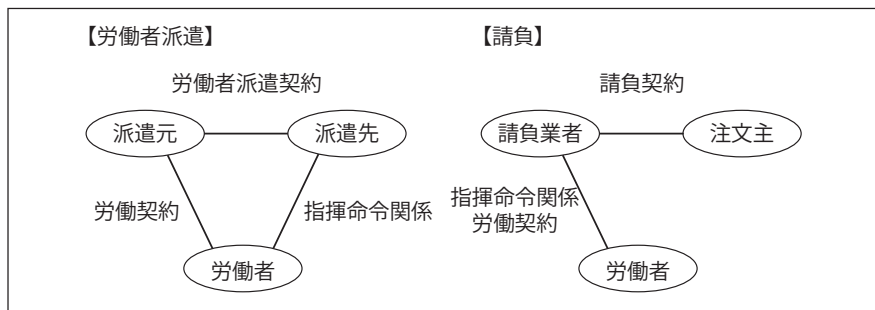 【労働者派遣】
労働者派遣契約
派遣元
派遣先
労働契約
指揮命令関係
労働者
【請負】
請負契約
請負業者
注文主
指揮命令関係
労働契約
労働者